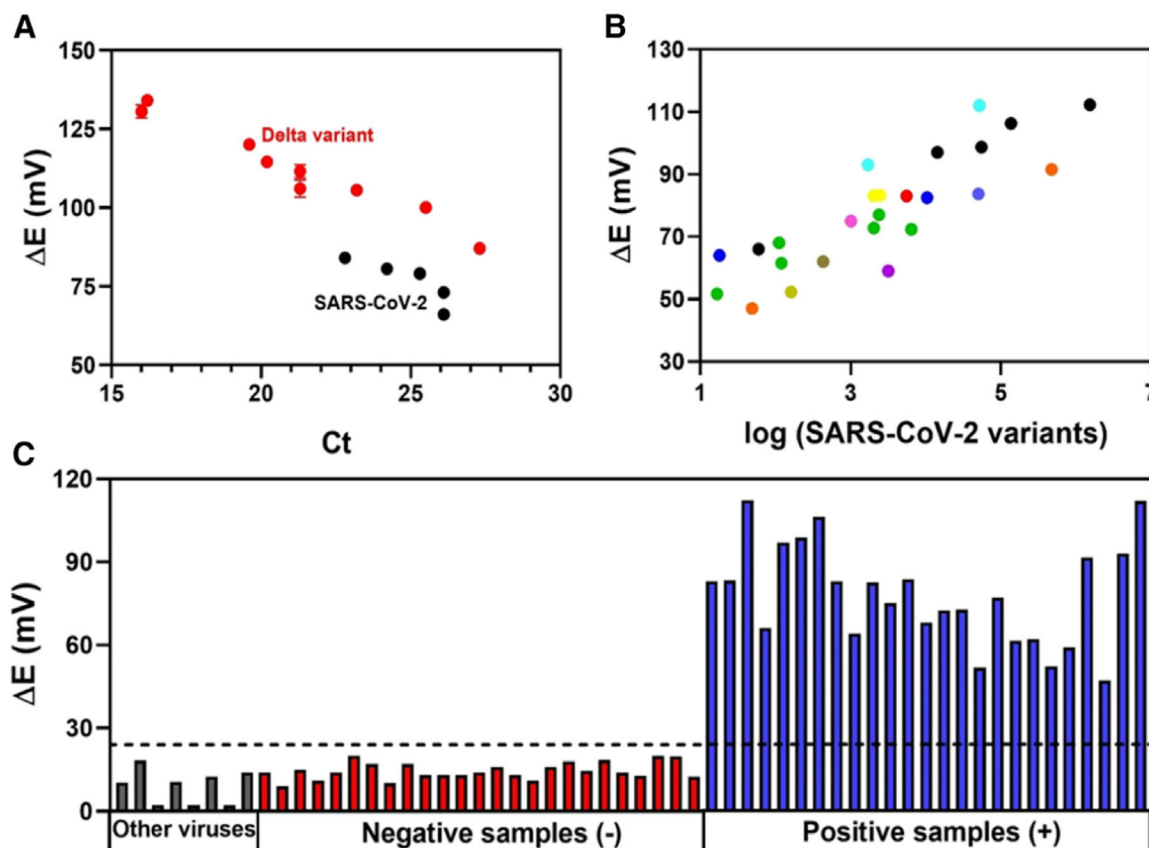 A
150
125
100
75
50
ΔE (mV)
Delta variant
SARS-CoV-2
15 20 25 30
Ct
B
130
110
90
70
50
30
ΔE (mV)
1 3 5 7
log (SARS-CoV-2 variants)
C
120
90
60
30
0
ΔE (mV)
Other viruses Negative samples (-) Positive samples (+)